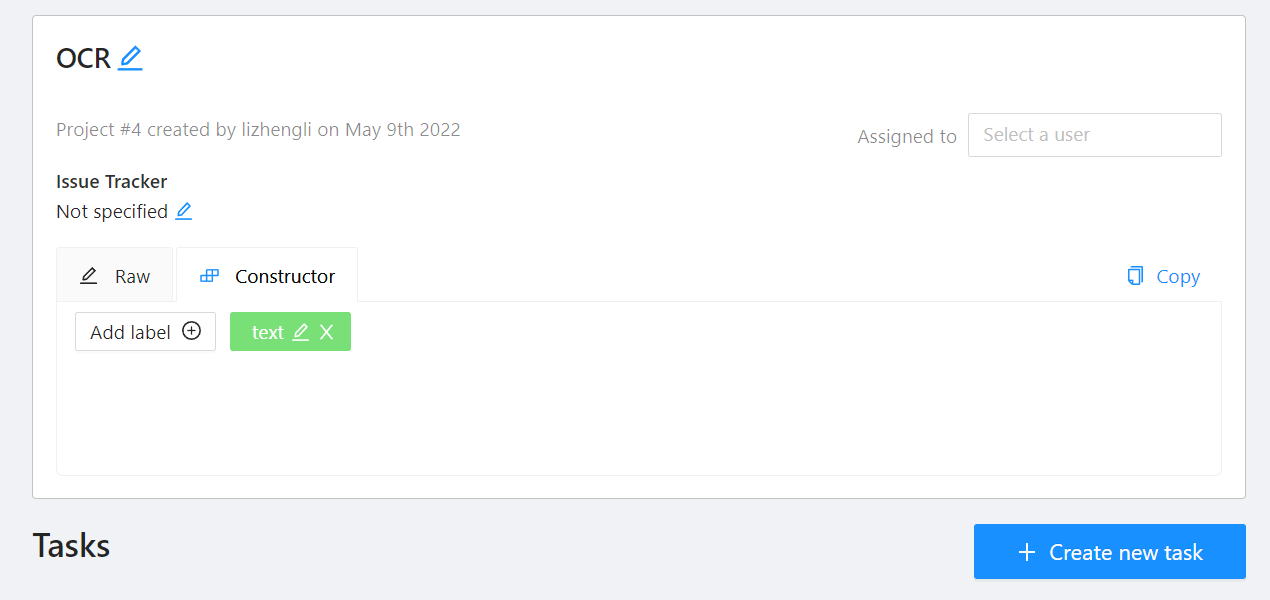 OCR
Project #4 created by lizhengli on May 9th 2022
Assigned to Select a user
Issue Tracker
Not specified
Raw Constructor Copy
Add label text
Tasks
Create new task